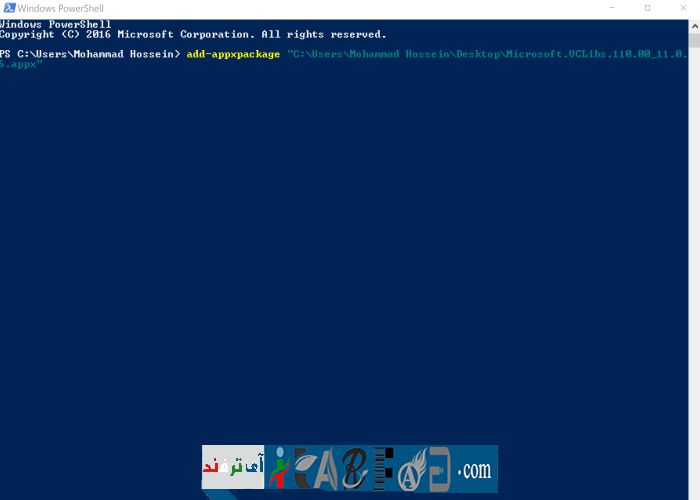 Windows PowerShell
Windows PowerShell
Copyright (C) 2016 Microsoft Corporation. All rights reserved.
PS C:\Users\Mohammad Hossein> add-appxpackage "C:\Users\Mohammad Hossein\Desktop\Microsoft.VCLibs.110.00_11.0.
6.appx"
آی ترفند
.com